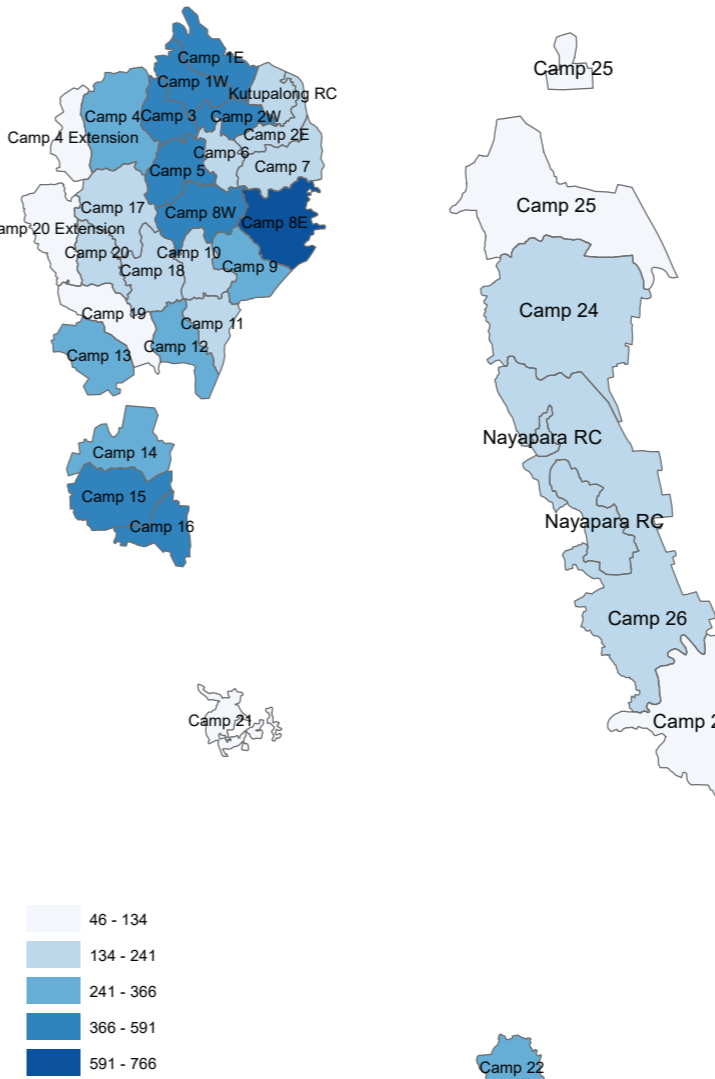 Camp 1E
Camp 25
Camp 1W
Kutupalong RC
Camp 4
Camp 3
Camp 2W
Camp 4 Extension
Camp 2E
Camp 6
Camp 7
Camp 5
Camp 17
Camp 8W
Camp 25
Camp 8E
amp 20 Extension
Camp 20
Camp 10
Camp 18
Camp 9
Camp 19
Camp 24
Camp 11
Camp 12
Camp 13
Nayapara RC
Camp 14
Camp 15
Camp 16
Nayapara RC
Camp 26
Camp 21
Camp 2
46 - 134
134 - 241
241 - 366
366 - 591
591 - 766
Camp 22